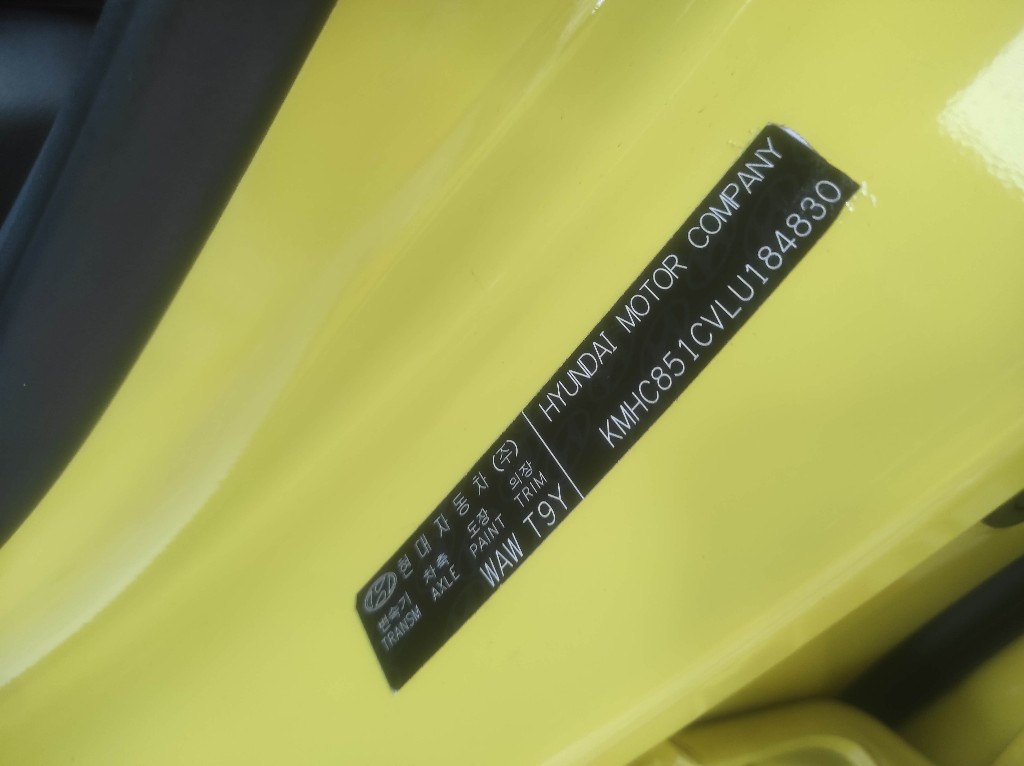 현대자동차(주)
변속기 차축 도장 의장
TRANSM AXLE PAINT TRIM
WAW T9Y
HYUNDAI MOTOR COMPANY
KMHC851CVLU184830